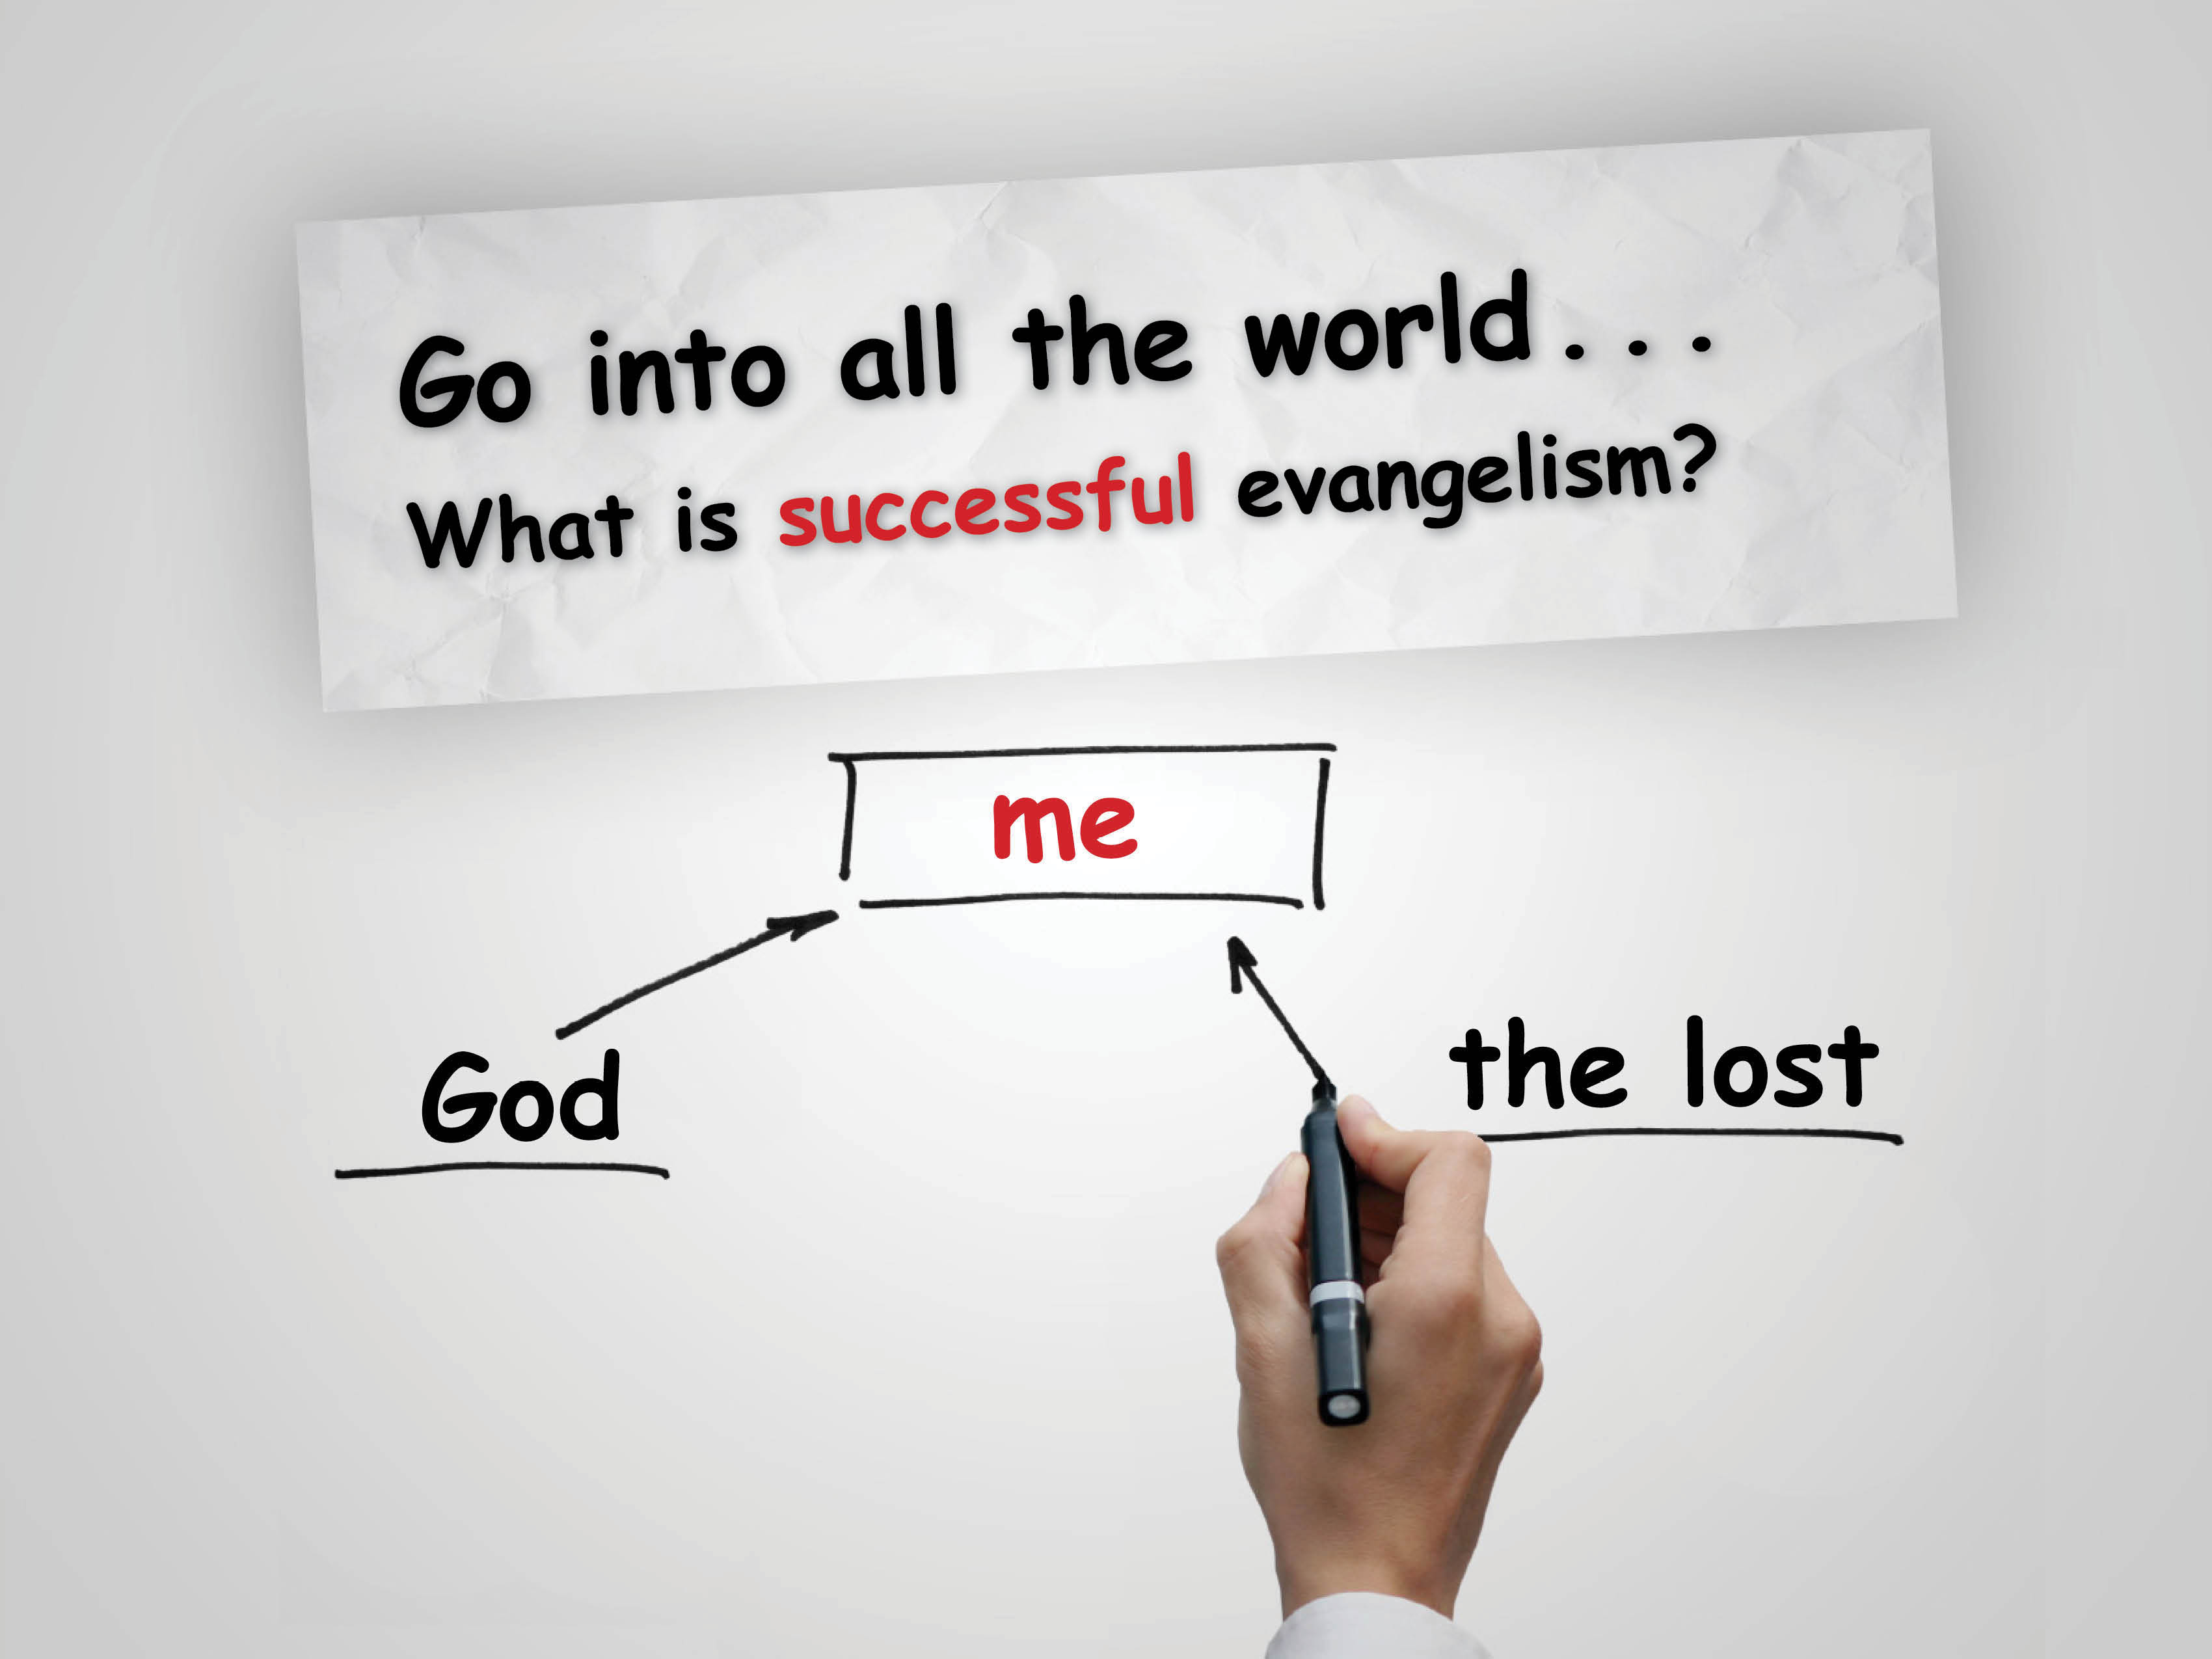 Go into all the world...
What is successful evangelism?
me
God
the lost